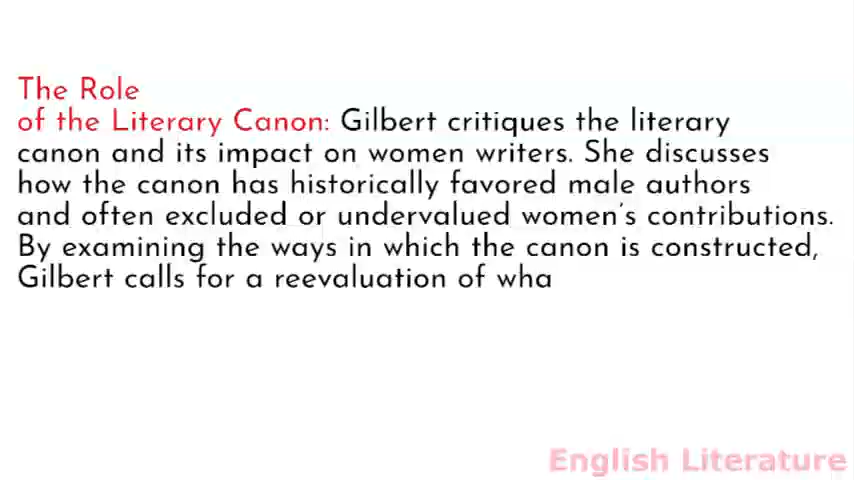 The Role
of the Literary Canon: Gilbert critiques the literary
canon and its impact on women writers. She discusses
how the canon has historically favored male authors
and often excluded or undervalued women's contributions.
By examining the ways in which the canon is constructed,
Gilbert calls for a reevaluation of wha
English Literature